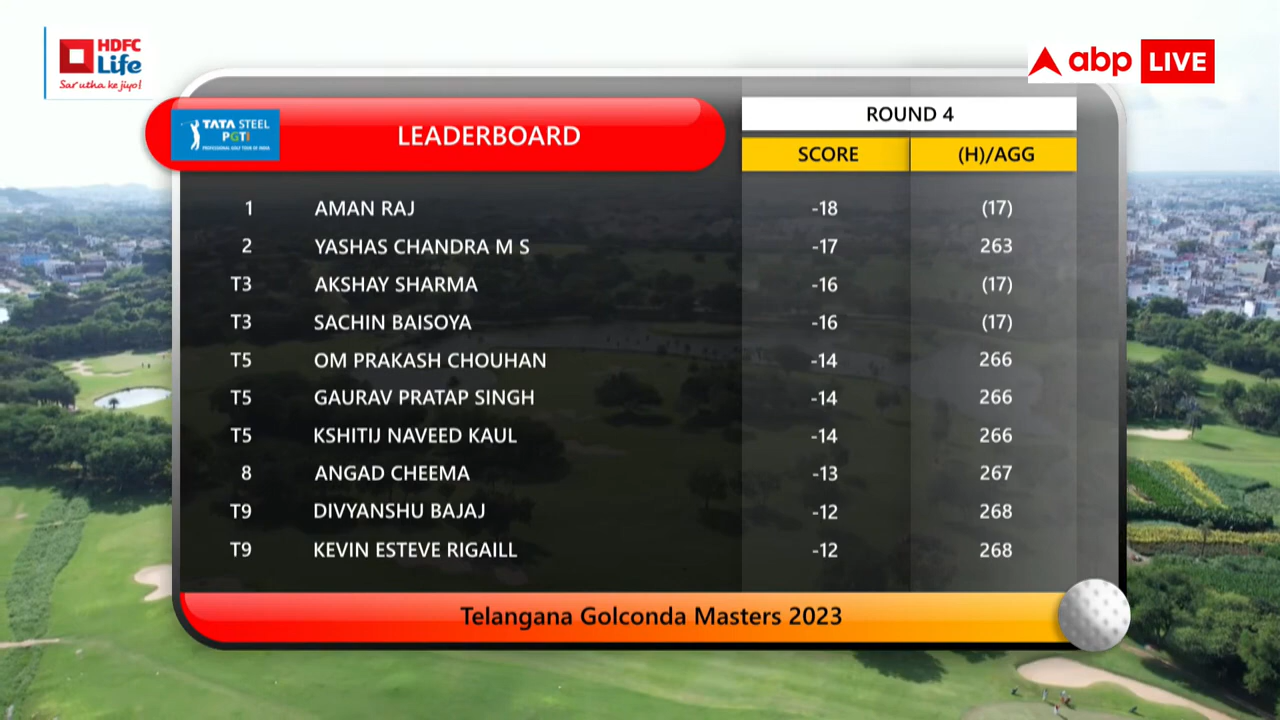 HDFC
Life
Sar utha ke jiyo!
abp LIVE
TATA STEEL
PGTI
PROFESSIONAL GOLF TOUR OF INDIA
LEADERBOARD
ROUND 4
SCORE (H)/AGG
1 AMAN RAJ -18 (17)
2 YASHAS CHANDRA M S -17 263
T3 AKSHAY SHARMA -16 (17)
T3 SACHIN BAISOYA -16 (17)
T5 OM PRAKASH CHOUHAN -14 266
T5 GAURAV PRATAP SINGH -14 266
T5 KSHITIJ NAVEED KAUL -14 266
8 ANGAD CHEEMA -13 267
T9 DIVYANSHU BAJAJ -12 268
T9 KEVIN ESTEVE RIGAILL -12 268
Telangana Golconda Masters 2023